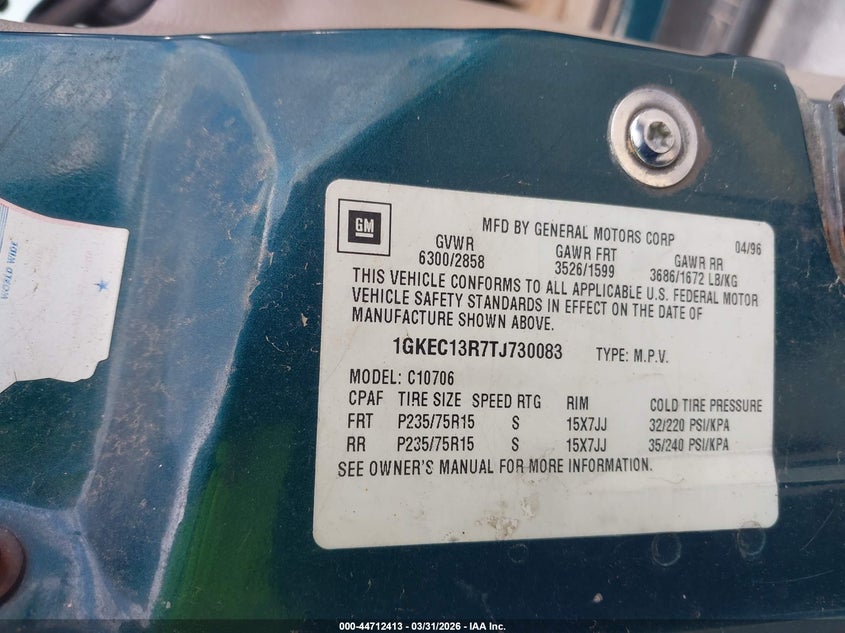 WORLD WIDE
GM
MFD BY GENERAL MOTORS CORP 04/96
GVWR GAWR FRT GAWR RR
6300/2858 3526/1599 3686/1672 LB/KG
THIS VEHICLE CONFORMS TO ALL APPLICABLE U.S. FEDERAL MOTOR
VEHICLE SAFETY STANDARDS IN EFFECT ON THE DATE OF
MANUFACTURE SHOWN ABOVE.
1GKEC13R7TJ730083 TYPE: M.P.V.
MODEL: C10706
CPAF TIRE SIZE SPEED RTG RIM COLD TIRE PRESSURE
FRT P235/75R15 S 15X7JJ 32/220 PSI/KPA
RR P235/75R15 S 15X7JJ 35/240 PSI/KPA
SEE OWNER'S MANUAL FOR MORE INFORMATION.
000-44712413 - 03/31/2026 - IAA Inc.